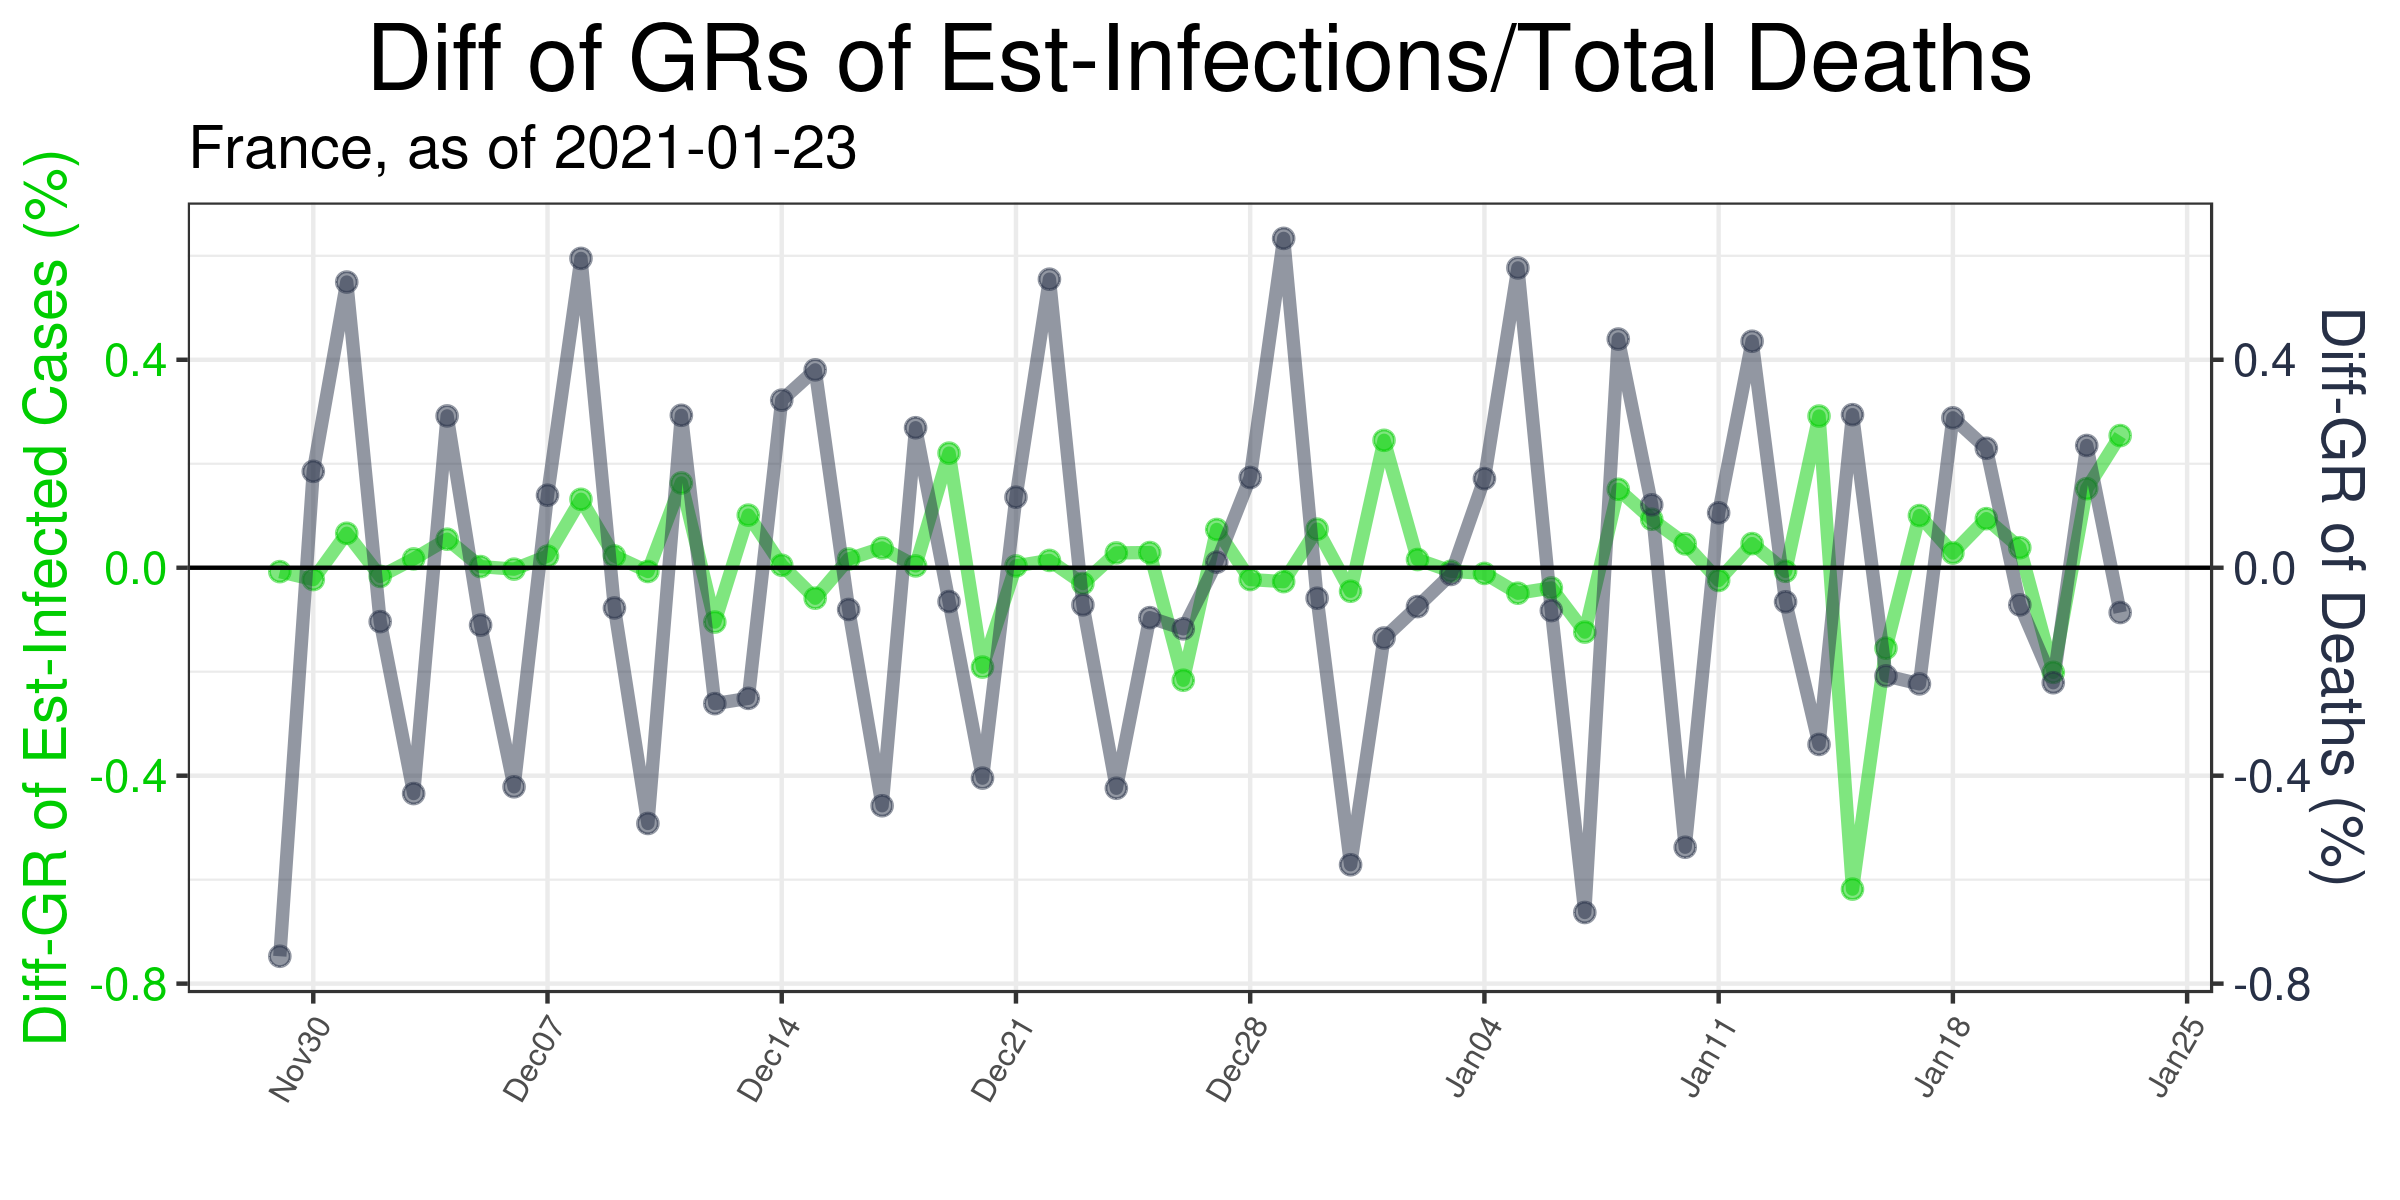 Diff of GRs of Est-Infections/Total Deaths
France, as of 2021-01-23
Diff-GR of Est-Infected Cases (%)
0.4
0.0
-0.4
-0.8
0.4
0.0
-0.4
-0.8
Diff-GR of Deaths (%)
Nov30 Dec07 Dec14 Dec21 Dec28 Jan04 Jan11 Jan18 Jan25